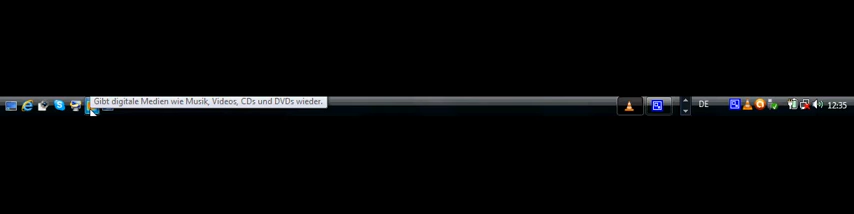 Gibt digitale Medien wie Musik, Videos, CDs und DVDs wieder.
DE
12:35